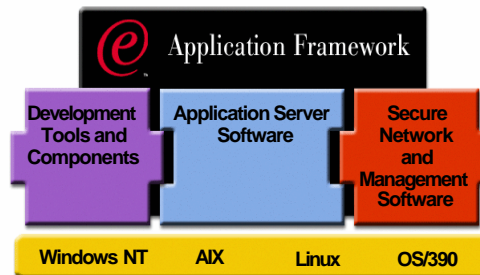 e Application Framework
Development
Tools and
Components
Application Server
Software
Secure
Network
and
Management
Software
Windows NT AIX Linux OS/390